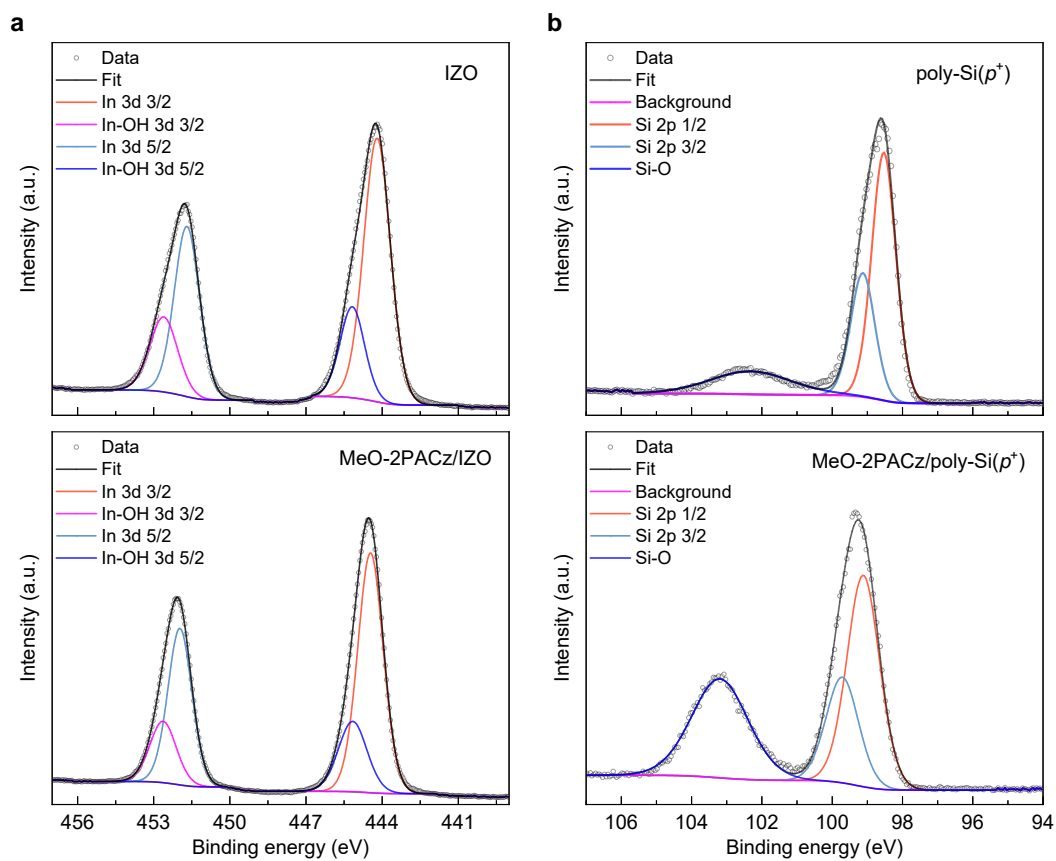 a
Data
Fit
In 3d 3/2
In-OH 3d 3/2
In 3d 5/2
In-OH 3d 5/2
IZO
Intensity (a.u.)
Data
Fit
In 3d 3/2
In-OH 3d 3/2
In 3d 5/2
In-OH 3d 5/2
MeO-2PACz/IZO
Intensity (a.u.)
456 453 450 447 444 441
Binding energy (eV)
b
Data
Fit
Background
Si 2p 1/2
Si 2p 3/2
Si-O
poly-Si(p⁺)
Intensity (a.u.)
Data
Fit
Background
Si 2p 1/2
Si 2p 3/2
Si-O
MeO-2PACz/poly-Si(p⁺)
Intensity (a.u.)
106 104 102 100 98 96 94
Binding energy (eV)